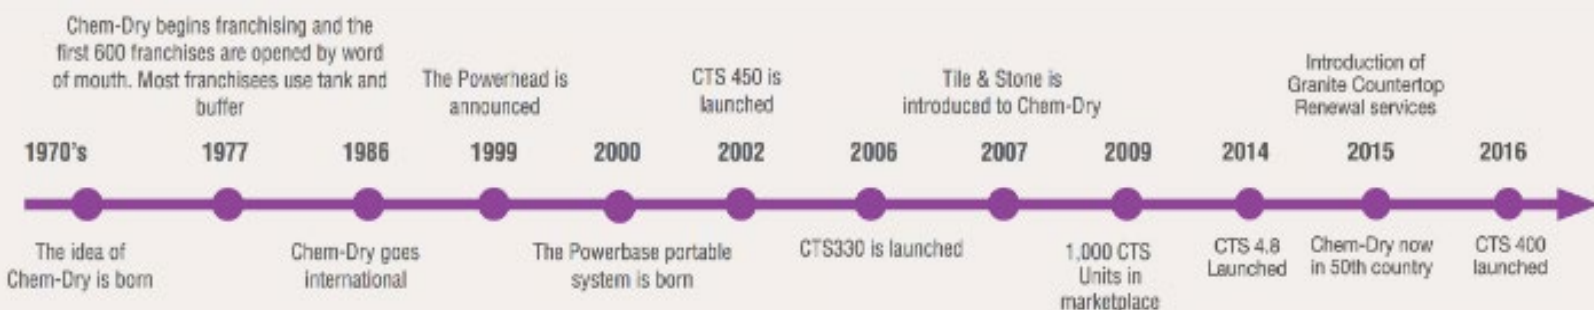 Chem-Dry begins franchising and the
first 600 franchises are opened by word
of mouth. Most franchisees use tank and
buffer
The Powerhead is
announced
CTS 450 is
launched
Tile & Stone is
introduced to Chem-Dry
Introduction of
Granite Countertop
Renewal services
1970's 1977 1986 1999 2000 2002 2006 2007 2009 2014 2015 2016
The idea of
Chem-Dry is born
Chem-Dry goes
international
The Powerbase portable
system is born
CTS330 is launched
1,000 CTS
Units in
marketplace
CTS 4.8
Launched
Chem-Dry now
in 50th country
CTS 400
launched